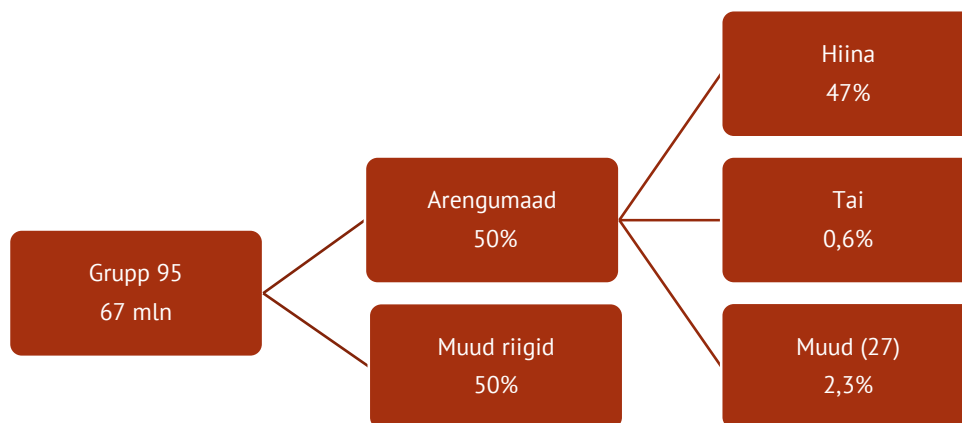 Grupp 95
67 mln
Arengumaad
50%
Muud riigid
50%
Hiina
47%
Tai
0,6%
Muud (27)
2,3%